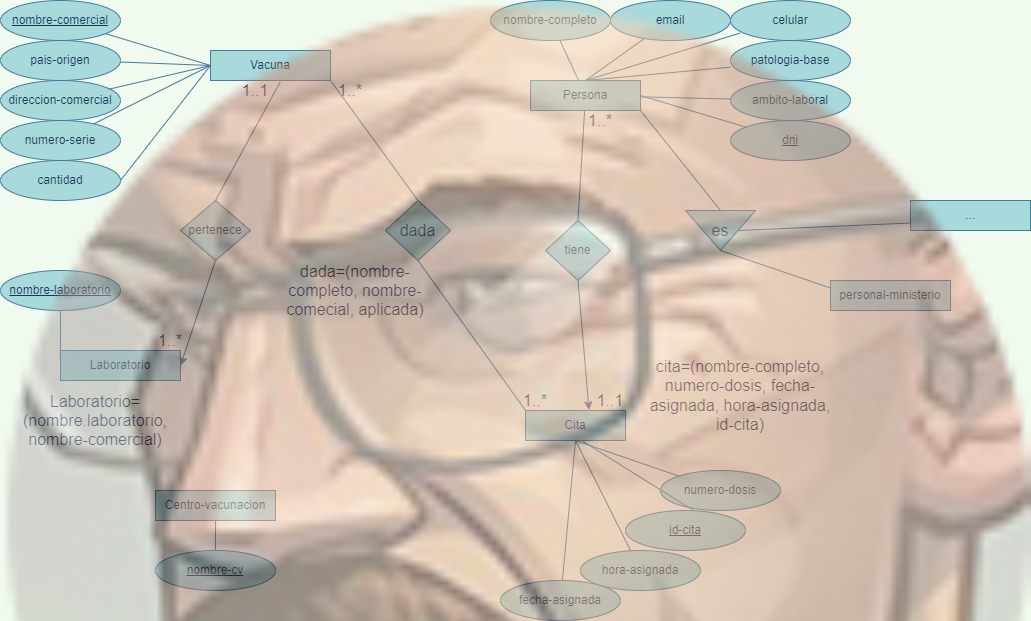 nombre-comercial
pais-origen
direccion-comercial
numero-serie
cantidad
Vacuna
1..1
1..*
nombre-completo
email
celular
patologia-base
ambito-laboral
dni
Persona
1..*
pertenece
dada
tiene
es
...
personal-ministerio
nombre-laboratorio
dada=(nombre-
completo, nombre-
comecial, aplicada)
1..*
Laboratorio
Laboratorio=
(nombre.laboratorio,
nombre-comercial)
cita=(nombre-completo,
numero-dosis, fecha-
asignada, hora-asignada,
id-cita)
1..*
1..1
Cita
Centro-vacunacion
nombre-cv
numero-dosis
id-cita
hora-asignada
fecha-asignada